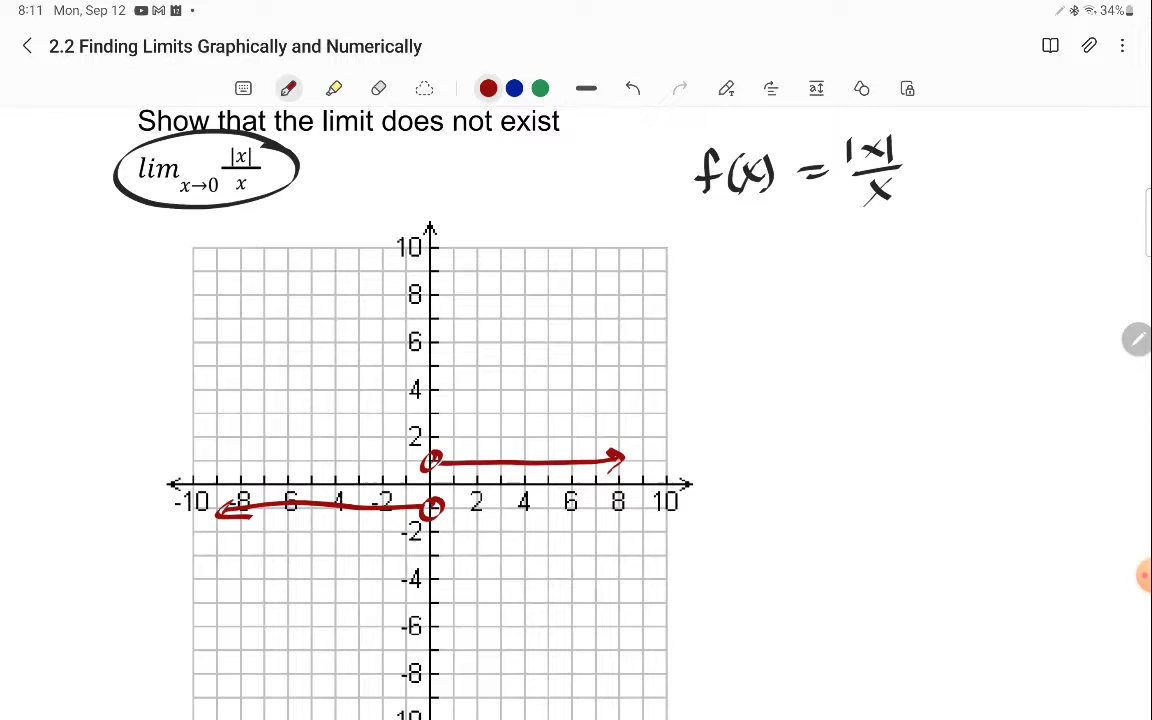 8:11 Mon, Sep 12 34%
2.2 Finding Limits Graphically and Numerically
Show that the limit does not exist
lim x→0 |x|/x
f(x) = |x|/x
10
8
6
4
2
-10 -8 -6 -4 -2 2 4 6 8 10
-2
-4
-6
-8
10